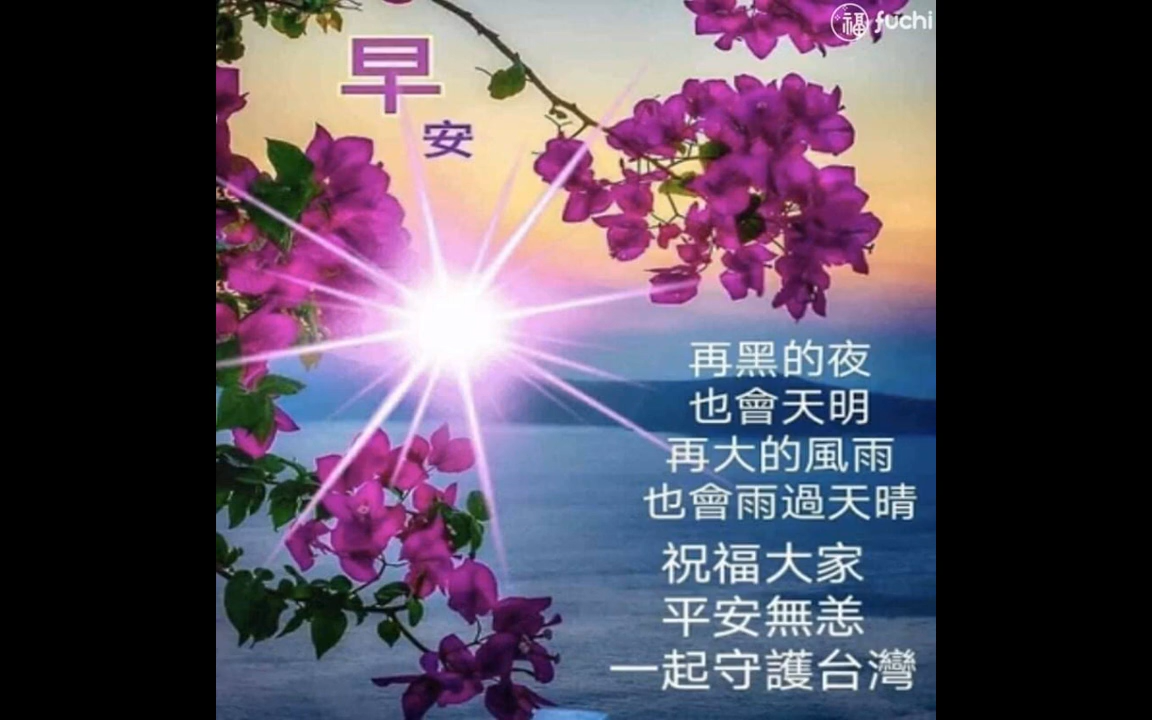 福 fuchi
早
安
再黑的夜
也會天明
再大的風雨
也會雨過天晴
祝福大家
平安無恙
一起守護台灣